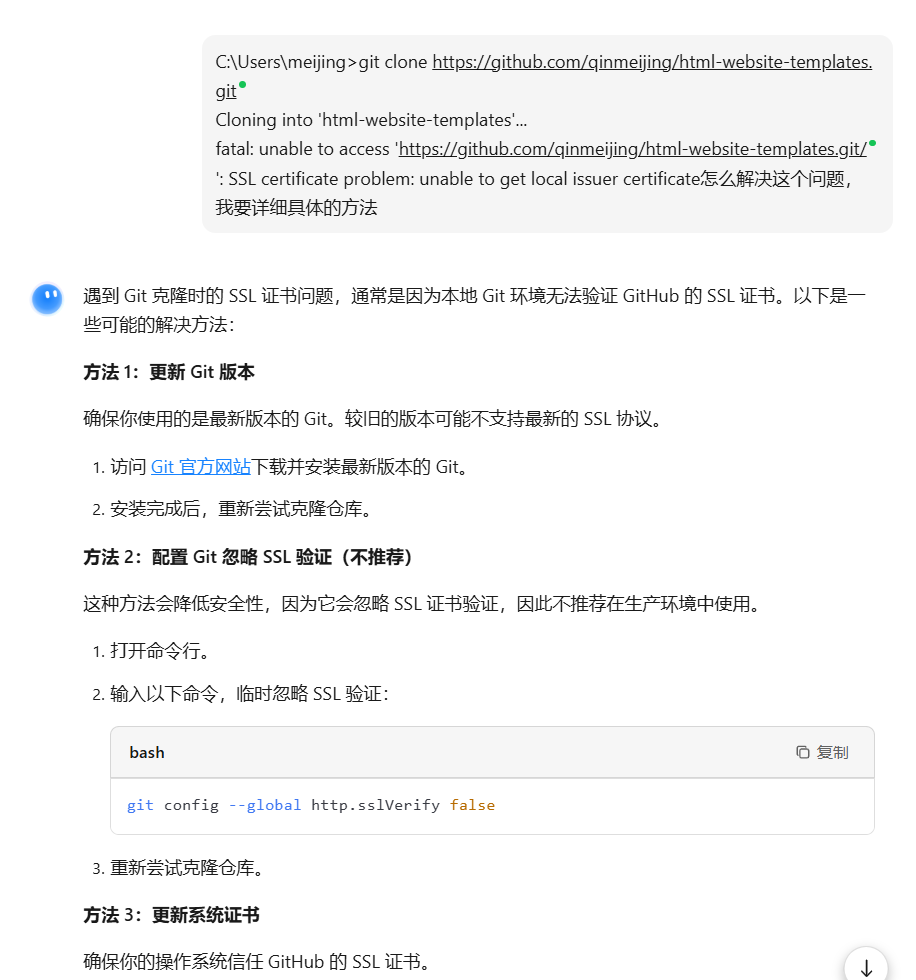 C:\Users\meijing>git clone https://github.com/qinmeijing/html-website-templates.
git
Cloning into 'html-website-templates'...
fatal: unable to access 'https://github.com/qinmeijing/html-website-templates.git/
': SSL certificate problem: unable to get local issuer certificate怎么解决这个问题，
我要详细具体的方法
遇到 Git 克隆时的 SSL 证书问题，通常是因为本地 Git 环境无法验证 GitHub 的 SSL 证书。以下是一
些可能的解决方法：
方法 1：更新 Git 版本
确保你使用的是最新版本的 Git。较旧的版本可能不支持最新的 SSL 协议。
1. 访问 Git 官方网站下载并安装最新版本的 Git。
2. 安装完成后，重新尝试克隆仓库。
方法 2：配置 Git 忽略 SSL 验证（不推荐）
这种方法会降低安全性，因为它会忽略 SSL 证书验证，因此不推荐在生产环境中使用。
1. 打开命令行。
2. 输入以下命令，临时忽略 SSL 验证：
bash 复制
git config --global http.sslVerify false
3. 重新尝试克隆仓库。
方法 3：更新系统证书
确保你的操作系统信任 GitHub 的 SSL 证书。